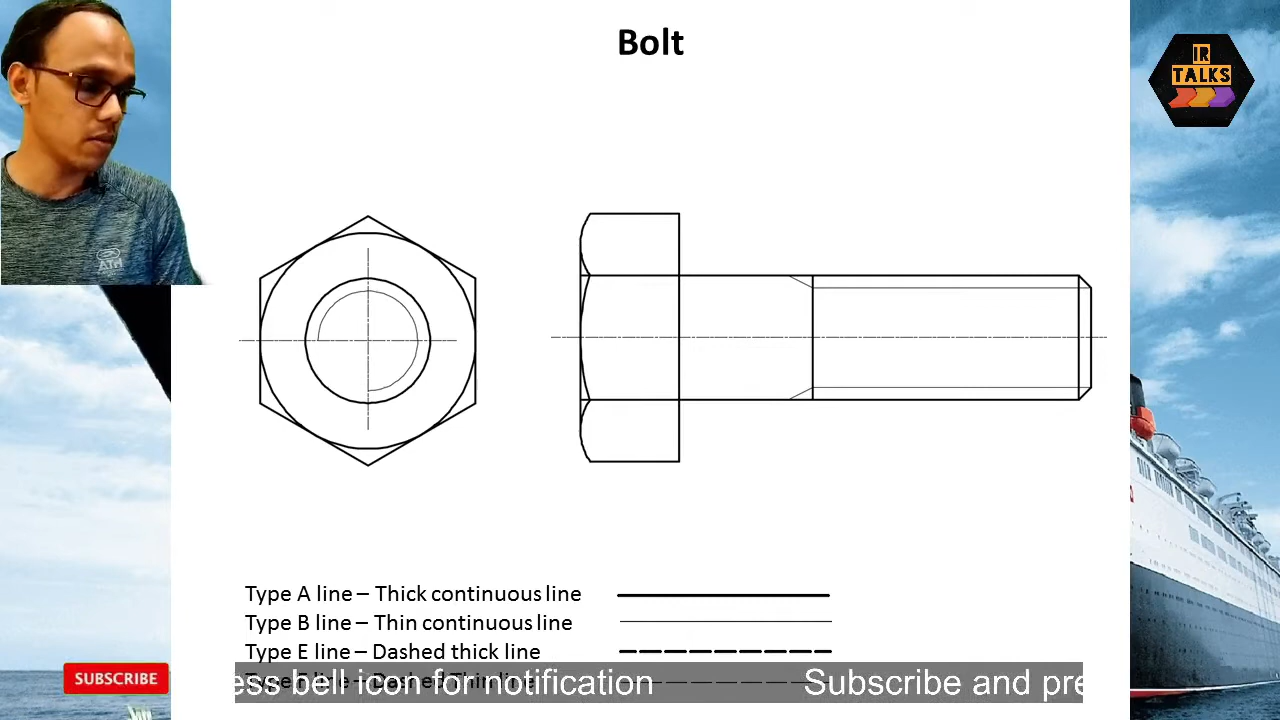 Bolt
IR
TALKS
Type A line – Thick continuous line
Type B line – Thin continuous line
Type E line – Dashed thick line
ess bell icon for notification Subscribe and pre
SUBSCRIBE